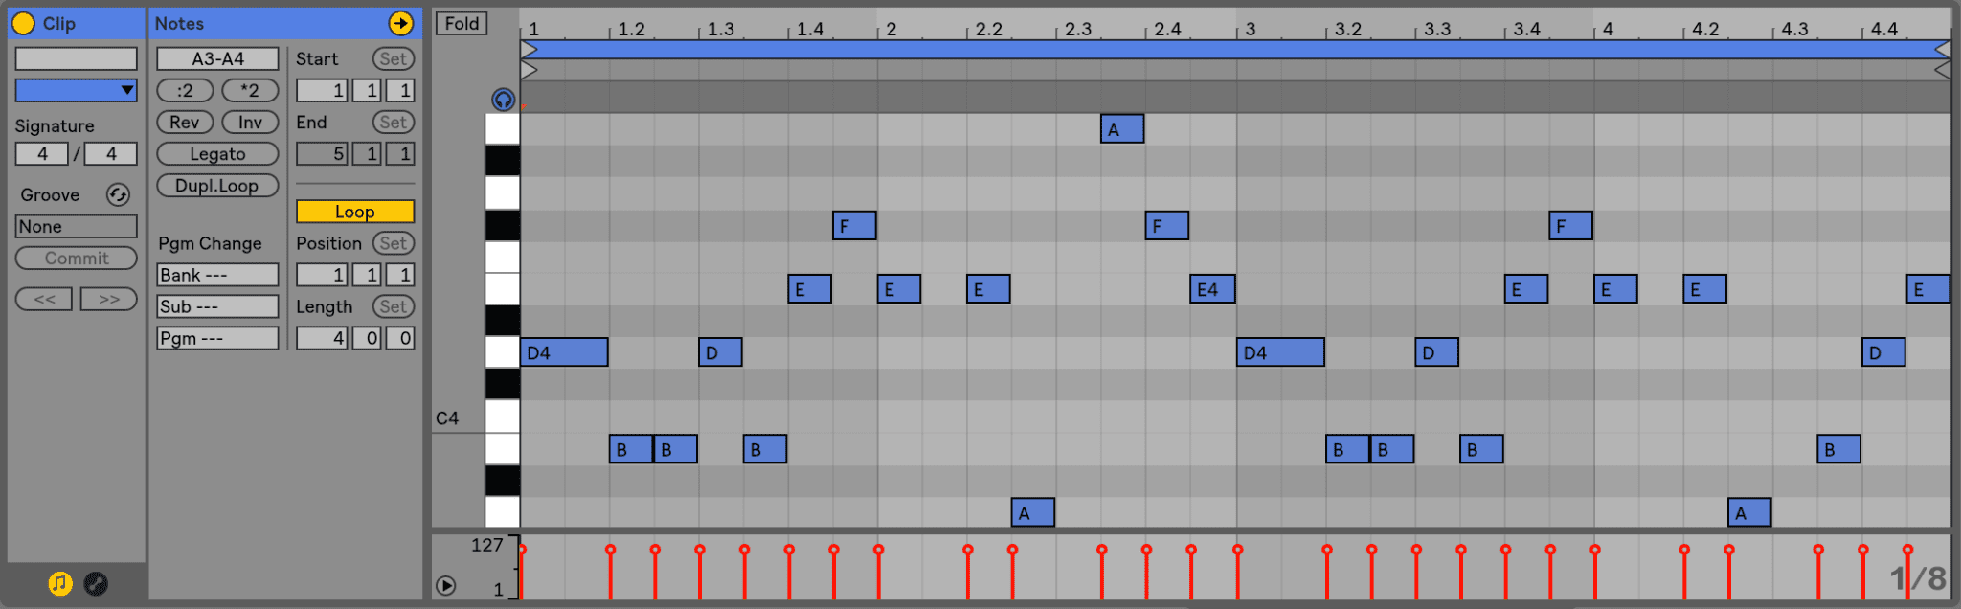 Clip
Signature
4 / 4
Groove
None
Commit
<< >>
Notes
A3-A4
:2 *2
Rev Inv
Legato
Dupl.Loop
Pgm Change
Bank ---
Sub ---
Pgm ---
Start Set
1 1 1
End Set
5 1 1
Loop
Position Set
1 1 1
Length Set
4 0 0
Fold
1 1.2 1.3 1.4 2 2.2 2.3 2.4 3 3.2 3.3 3.4 4 4.2 4.3 4.4
A
F F F
E E E E4 E E E E
D4 D D4 D D
C4
B B B B B B B
A A
127
1
1/8